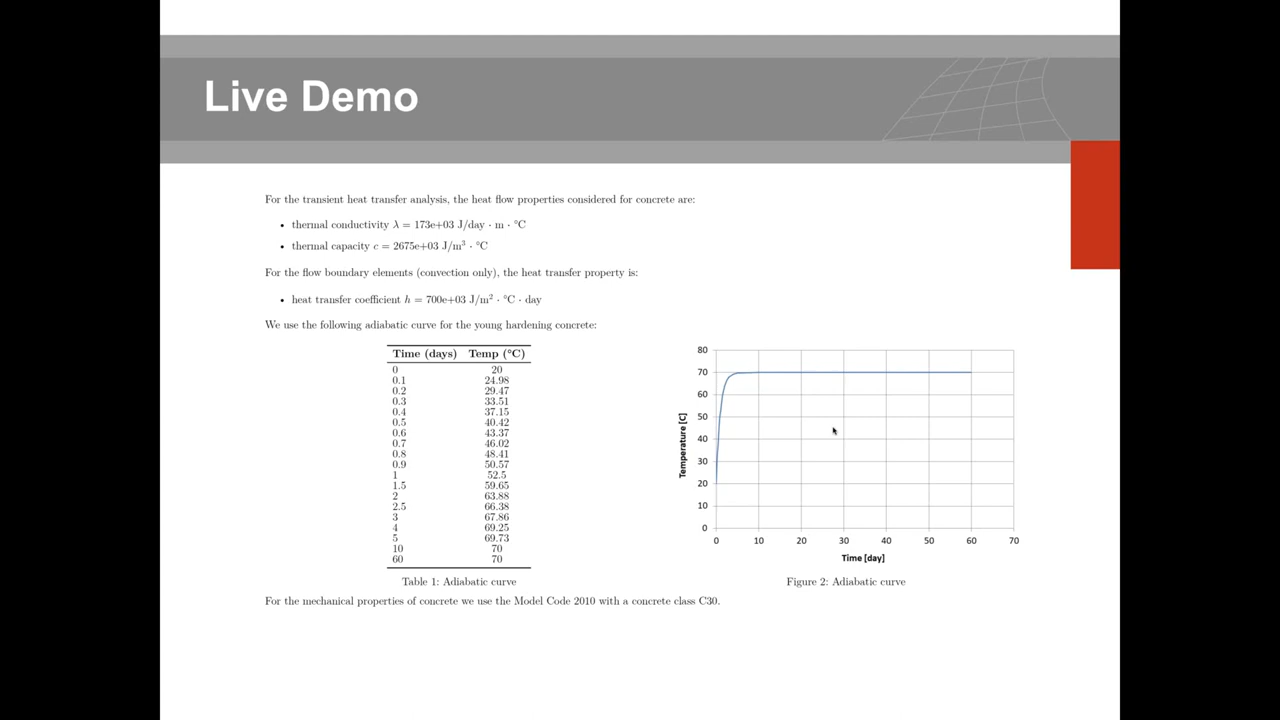 Live Demo
For the transient heat transfer analysis, the heat flow properties considered for concrete are:
• thermal conductivity λ = 173e+03 J/day · m · °C
• thermal capacity c = 2675e+03 J/m³ · °C
For the flow boundary elements (convection only), the heat transfer property is:
• heat transfer coefficient h = 700e+03 J/m² · °C · day
We use the following adiabatic curve for the young hardening concrete:
Time (days) Temp (°C)
0 20
0.1 24.98
0.2 29.47
0.3 33.51
0.4 37.15
0.5 40.42
0.6 43.37
0.7 46.02
0.8 48.41
0.9 50.57
1 52.5
1.5 59.65
2 63.88
2.5 66.38
3 67.86
4 69.25
5 69.73
10 70
60 70
Table 1: Adiabatic curve
80
70
60
50
40
30
20
10
0
Temperature [C]
0 10 20 30 40 50 60 70
Time [day]
Figure 2: Adiabatic curve
For the mechanical properties of concrete we use the Model Code 2010 with a concrete class C30.